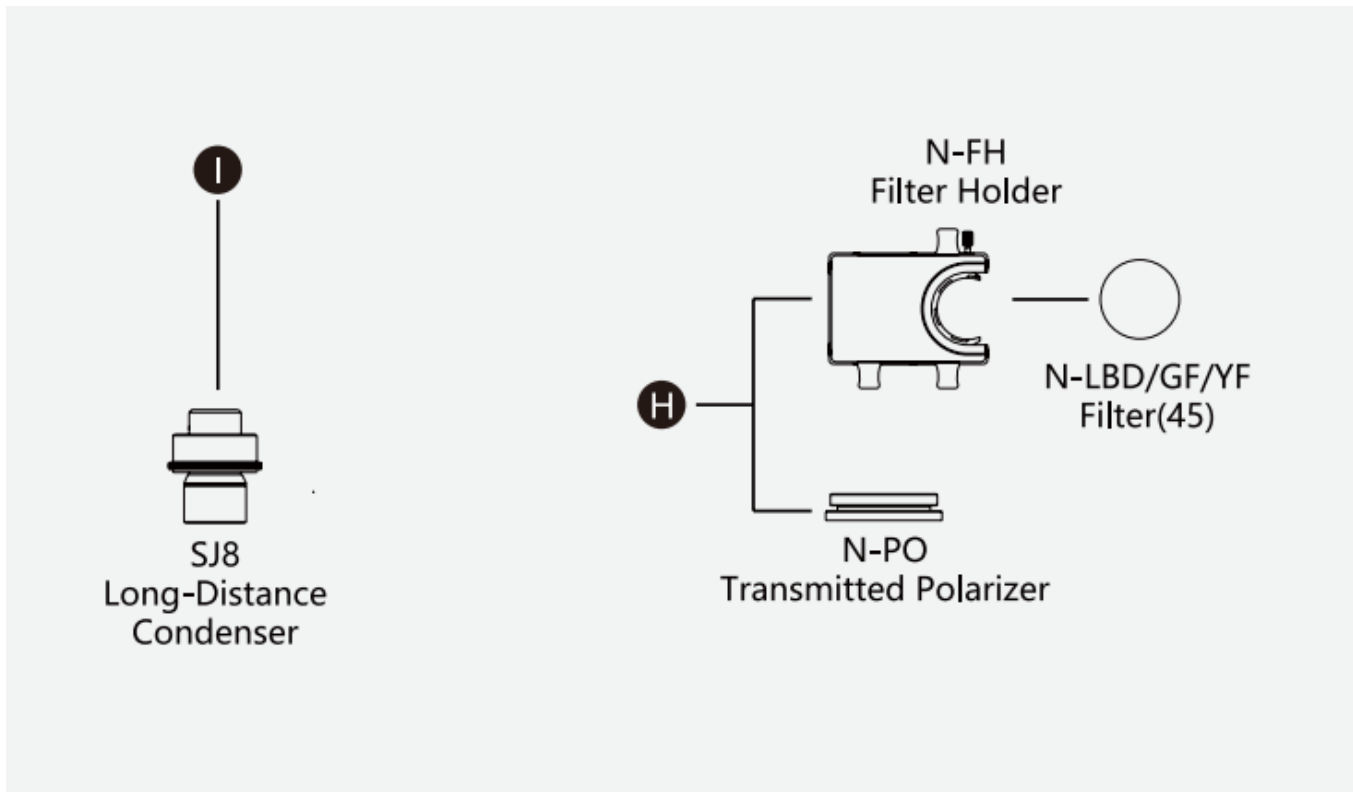 I
SJ8
Long-Distance
Condenser
H
N-FH
Filter Holder
N-LBD/GF/YF
Filter(45)
N-PO
Transmitted Polarizer